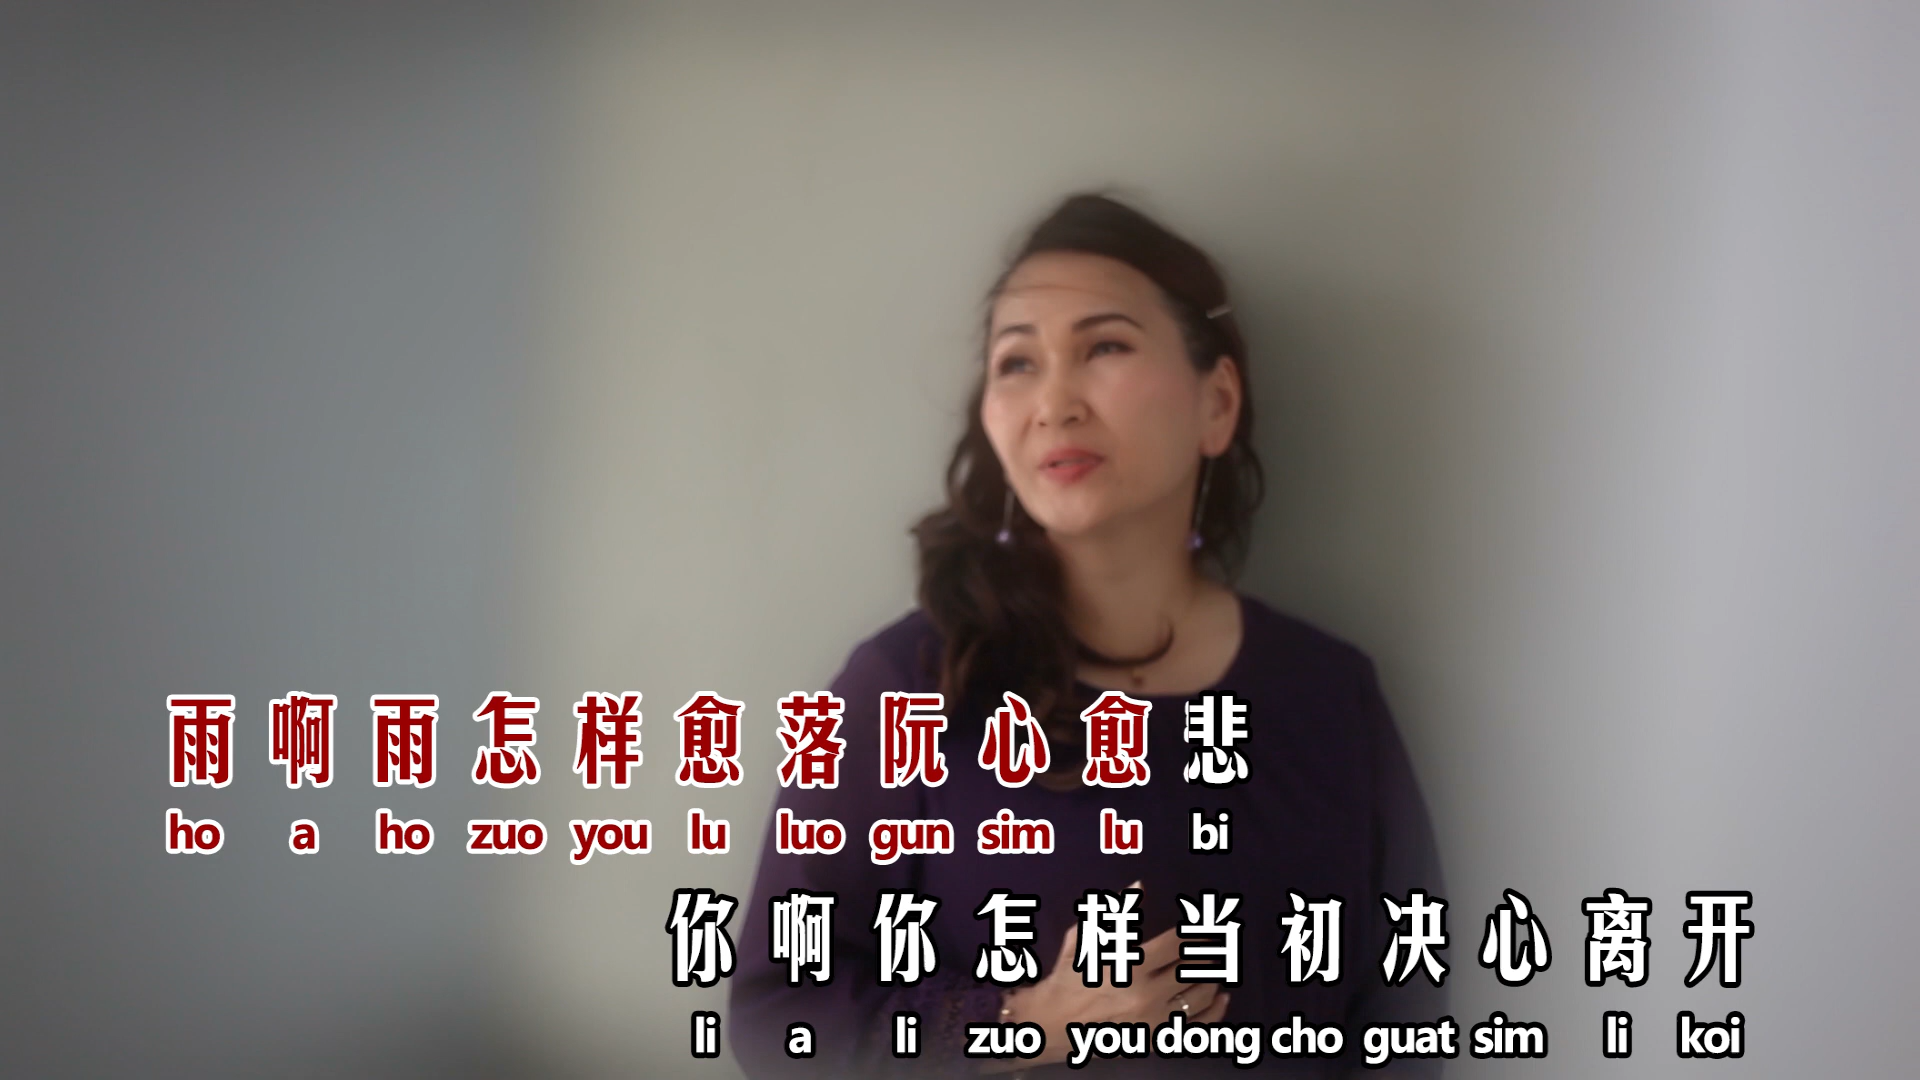 雨啊雨怎样愈落阮心愈悲
ho a ho zuo you lu luo gun sim lu bi
你啊你怎样当初决心离开
li a li zuo you dong cho guat sim li koi